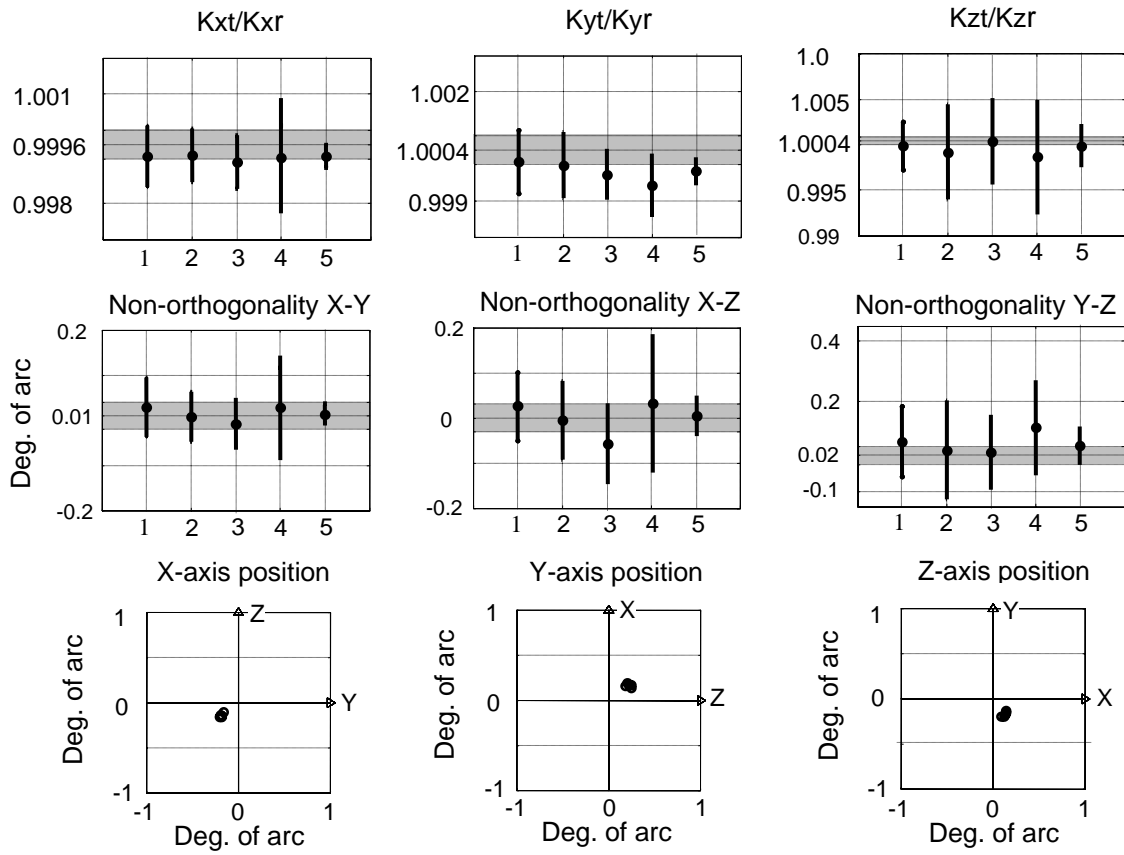 Kxt/Kxr
Kyt/Kyr
Kzt/Kzr
1.001
0.9996
0.998
1 2 3 4 5
1.002
1.0004
0.999
1 2 3 4 5
1.0
1.005
1.0004
0.995
0.99
1 2 3 4 5
Non-orthogonality X-Y
Non-orthogonality X-Z
Non-orthogonality Y-Z
Deg. of arc
0.2
0.01
-0.2
1 2 3 4 5
0.2
0
-0.2
1 2 3 4 5
0.4
0.2
0.02
-0.1
1 2 3 4 5
X-axis position
Y-axis position
Z-axis position
Deg. of arc
1
0
-1
Z
Y
-1 0 1
Deg. of arc
Deg. of arc
1
0
-1
X
Z
-1 0 1
Deg. of arc
Deg. of arc
1
0
-1
Y
X
-1 0 1
Deg. of arc